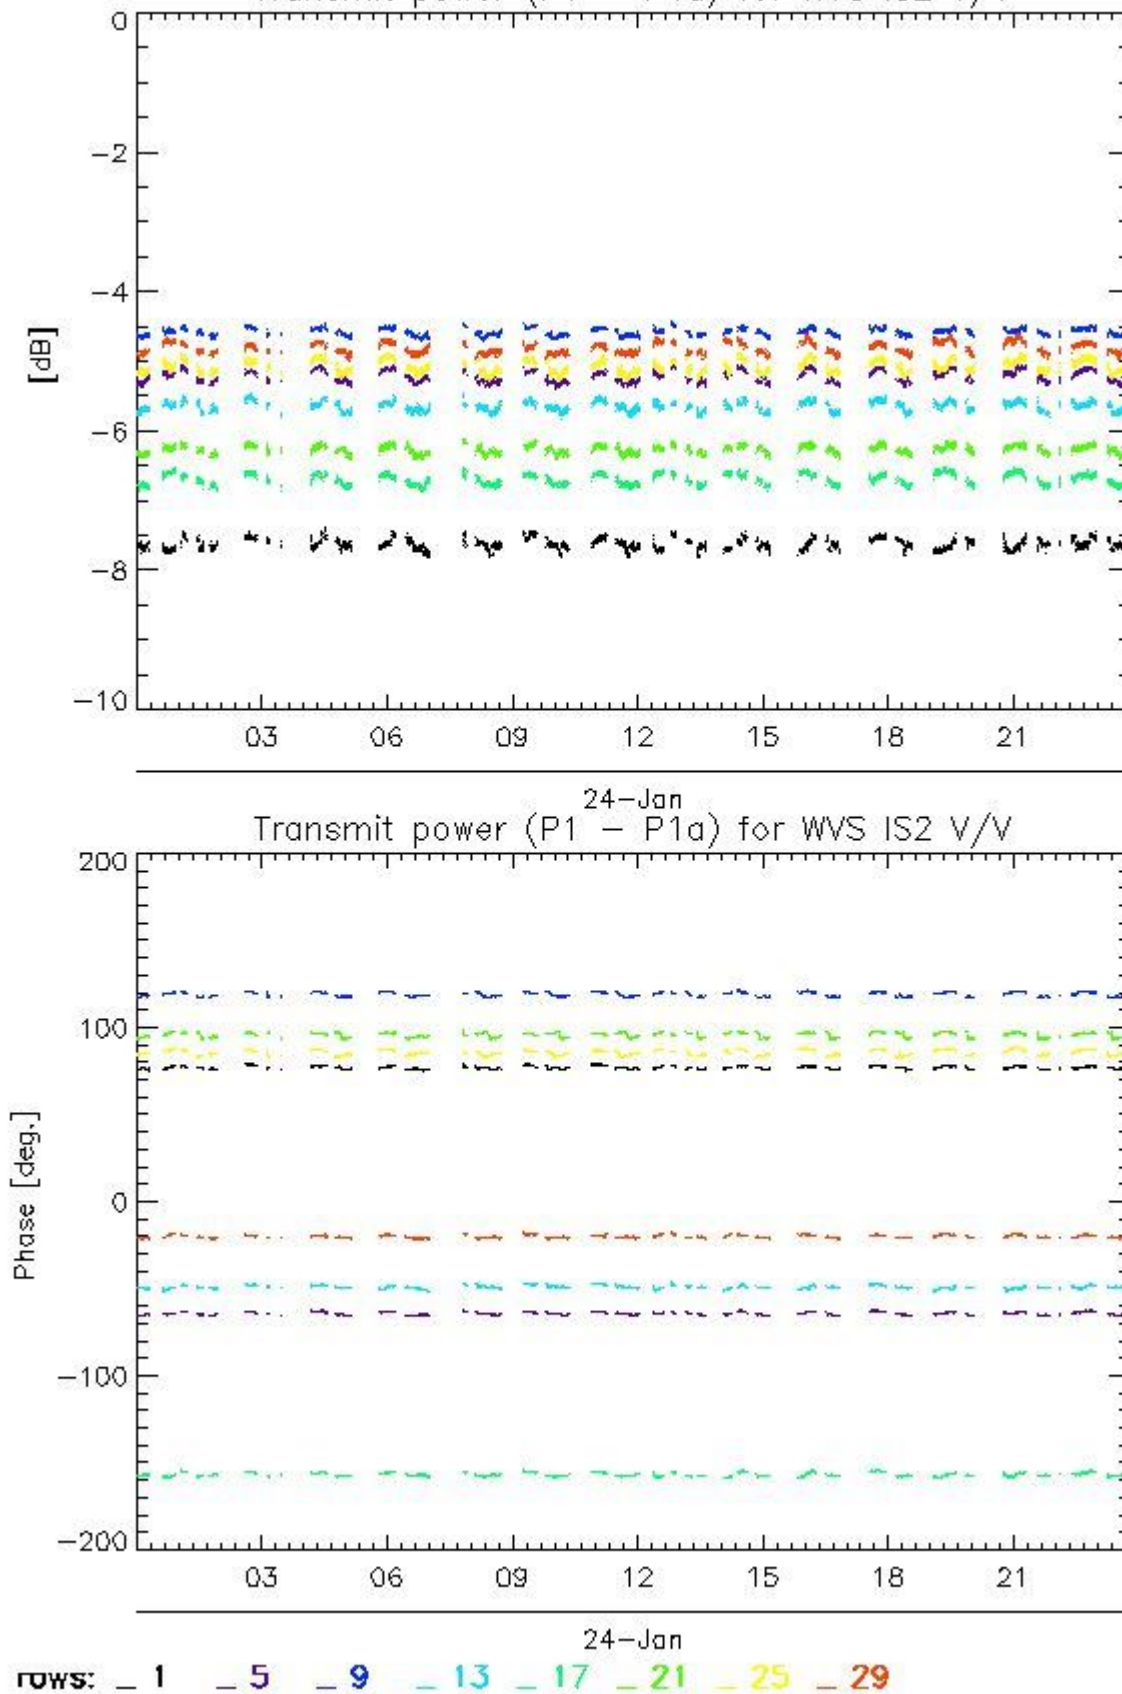 0
−2
−4
[dB]
−6
−8
−10
03 06 09 12 15 18 21
24-Jan
Transmit power (P1 − P1a) for WVS IS2 V/V
200
100
0
Phase [deg.]
−100
−200
03 06 09 12 15 18 21
24-Jan
rows: _ 1 _ 5 _ 9 _ 13 _ 17 _ 21 _ 25 _ 29